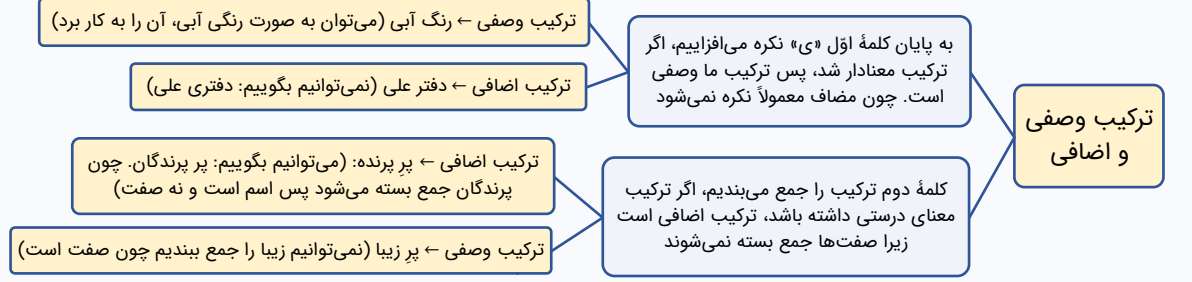 ترکیب وصفی
و اضافی
به پایان کلمهٔ اوّل «ی» نکره می‌افزاییم، اگر
ترکیب معنادار شد، پس ترکیب ما وصفی
است. چون مضاف معمولاً نکره نمی‌شود
ترکیب وصفی ← رنگ آبی (می‌توان به صورت رنگی آبی، آن را به کار برد)
ترکیب اضافی ← دفتر علی (نمی‌توانیم بگوییم: دفتری علی)
کلمهٔ دوم ترکیب را جمع می‌بندیم، اگر ترکیب
معنای درستی داشته باشد، ترکیب اضافی است
زیرا صفت‌ها جمع بسته نمی‌شوند
ترکیب اضافی ← پرِ پرنده: (می‌توانیم بگوییم: پر پرندگان. چون
پرندگان جمع بسته می‌شود پس اسم است و نه صفت)
ترکیب وصفی ← پرِ زیبا (نمی‌توانیم زیبا را جمع ببندیم چون صفت است)